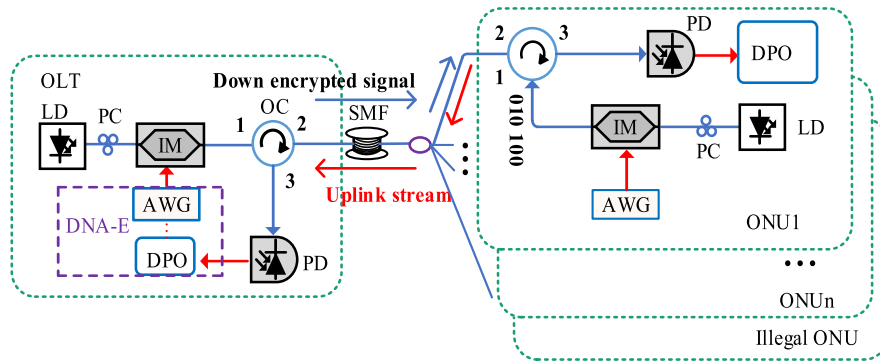 OLT
LD
PC
IM
1
OC
2
3
AWG
DNA-E
DPO
PD
Down encrypted signal
SMF
Uplink stream
2
3
1
PD
DPO
010 100
IM
PC
LD
AWG
ONU1
ONUn
Illegal ONU